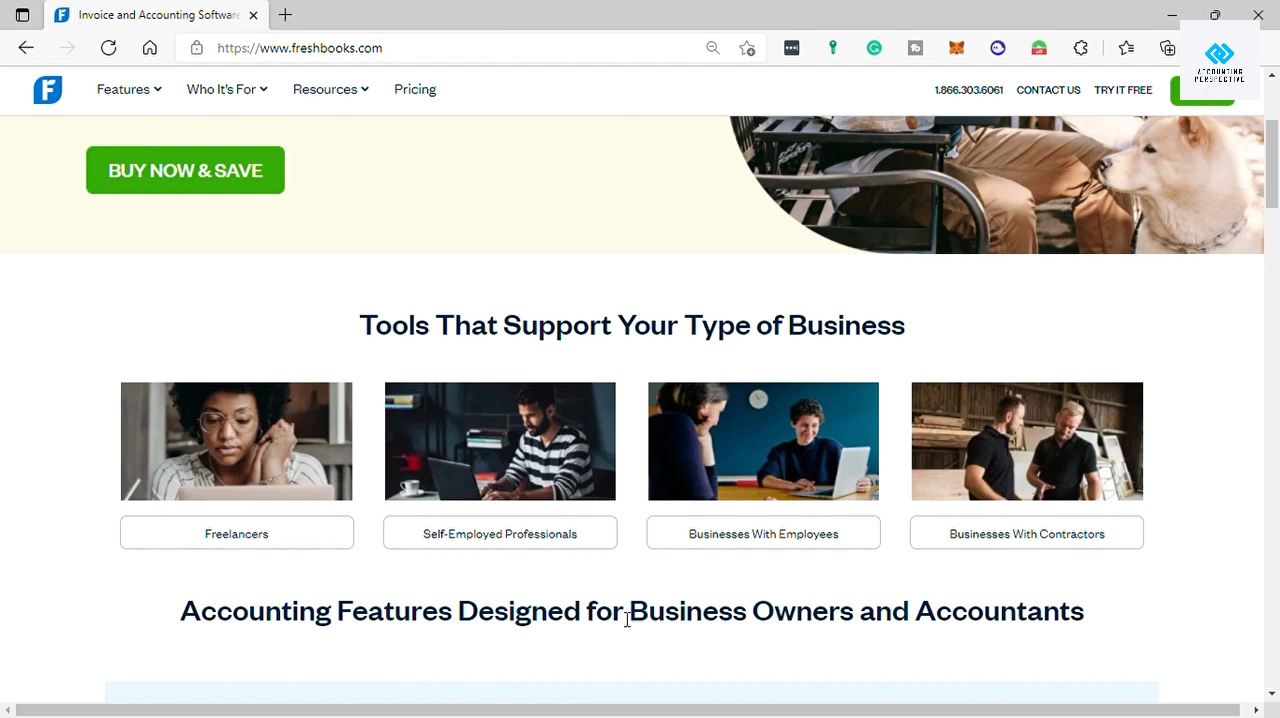 Invoice and Accounting Software
https://www.freshbooks.com
ACCOUNTING
PERSPECTIVE
Features
Who It's For
Resources
Pricing
1.866.303.6061
CONTACT US
TRY IT FREE
BUY NOW & SAVE
Tools That Support Your Type of Business
Freelancers
Self-Employed Professionals
Businesses With Employees
Businesses With Contractors
Accounting Features Designed for Business Owners and Accountants